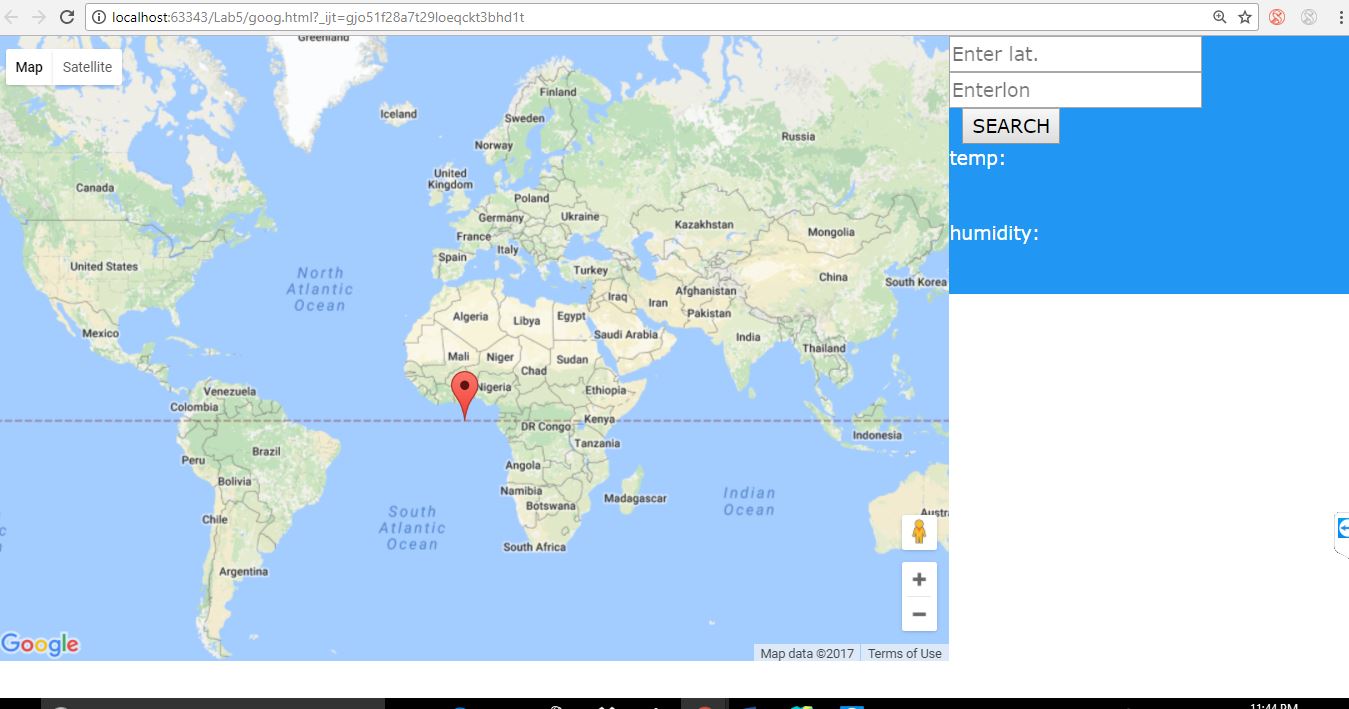 localhost:63343/Lab5/goog.html?_ijt=gjo51f28a7t29loeqckt3bhd1t
Map Satellite
Greenland
Iceland
Finland
Sweden
Norway
Russia
Canada
United
Kingdom
Poland
Germany
Ukraine
Kazakhstan
Mongolia
France
Italy
Spain
Turkey
United States
North
Atlantic
Ocean
China
South Korea
Afghanistan
Iraq
Iran
Pakistan
Algeria
Libya
Egypt
Saudi Arabia
India
Mexico
Thailand
Mali
Niger
Sudan
Chad
Nigeria
Ethiopia
Venezuela
Colombia
Kenya
DR Congo
Indonesia
Tanzania
Brazil
Peru
Angola
Bolivia
Namibia
Botswana
Madagascar
Indian
Ocean
South
Atlantic
Ocean
Chile
South Africa
Argentina
Austr
Google
Map data ©2017
Terms of Use
Enter lat.
Enterlon
SEARCH
temp:
humidity:
11:44 PM